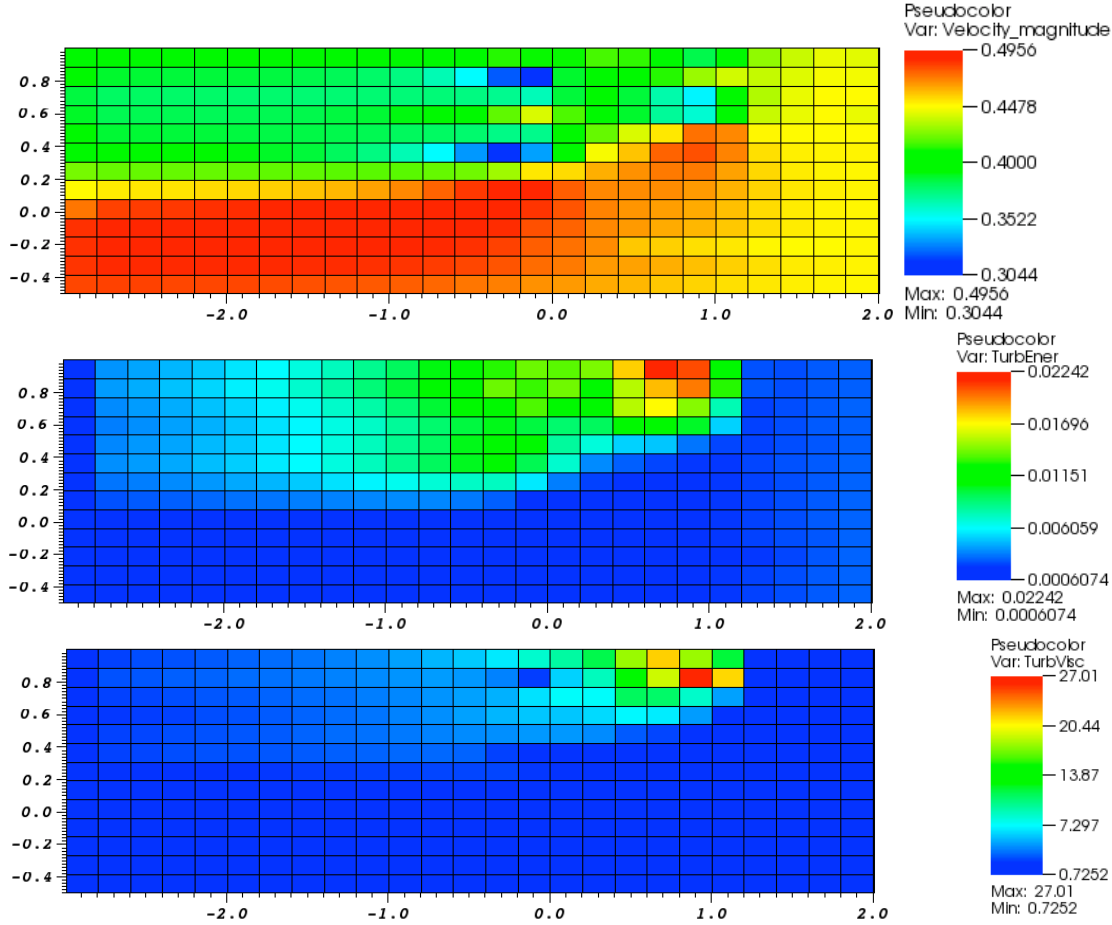 Pseudocolor
Var: Velocity_magnitude
0.4956
0.4478
0.4000
0.3522
0.3044
Max: 0.4956
Min: 0.3044
0.8
0.6
0.4
0.2
0.0
-0.2
-0.4
-2.0 -1.0 0.0 1.0 2.0
Pseudocolor
Var: TurbEner
0.02242
0.01696
0.01151
0.006059
0.0006074
Max: 0.02242
Min: 0.0006074
0.8
0.6
0.4
0.2
0.0
-0.2
-0.4
-2.0 -1.0 0.0 1.0 2.0
Pseudocolor
Var: TurbVisc
27.01
20.44
13.87
7.297
0.7252
Max: 27.01
Min: 0.7252
0.8
0.6
0.4
0.2
0.0
-0.2
-0.4
-2.0 -1.0 0.0 1.0 2.0